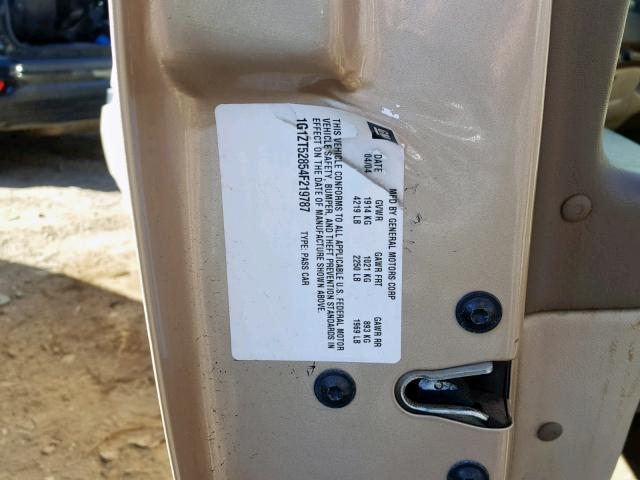 GM
MFD BY GENERAL MOTORS CORP
DATE GVWR GAWR FRT GAWR RR
04/04 1914 KG 1021 KG 893 KG
4219 LB 2250 LB 1969 LB
THIS VEHICLE CONFORMS TO ALL APPLICABLE U.S. FEDERAL MOTOR
VEHICLE SAFETY, BUMPER, AND THEFT PREVENTION STANDARDS IN
EFFECT ON THE DATE OF MANUFACTURE SHOWN ABOVE.
1G1ZT52854F219787 TYPE: PASS CAR